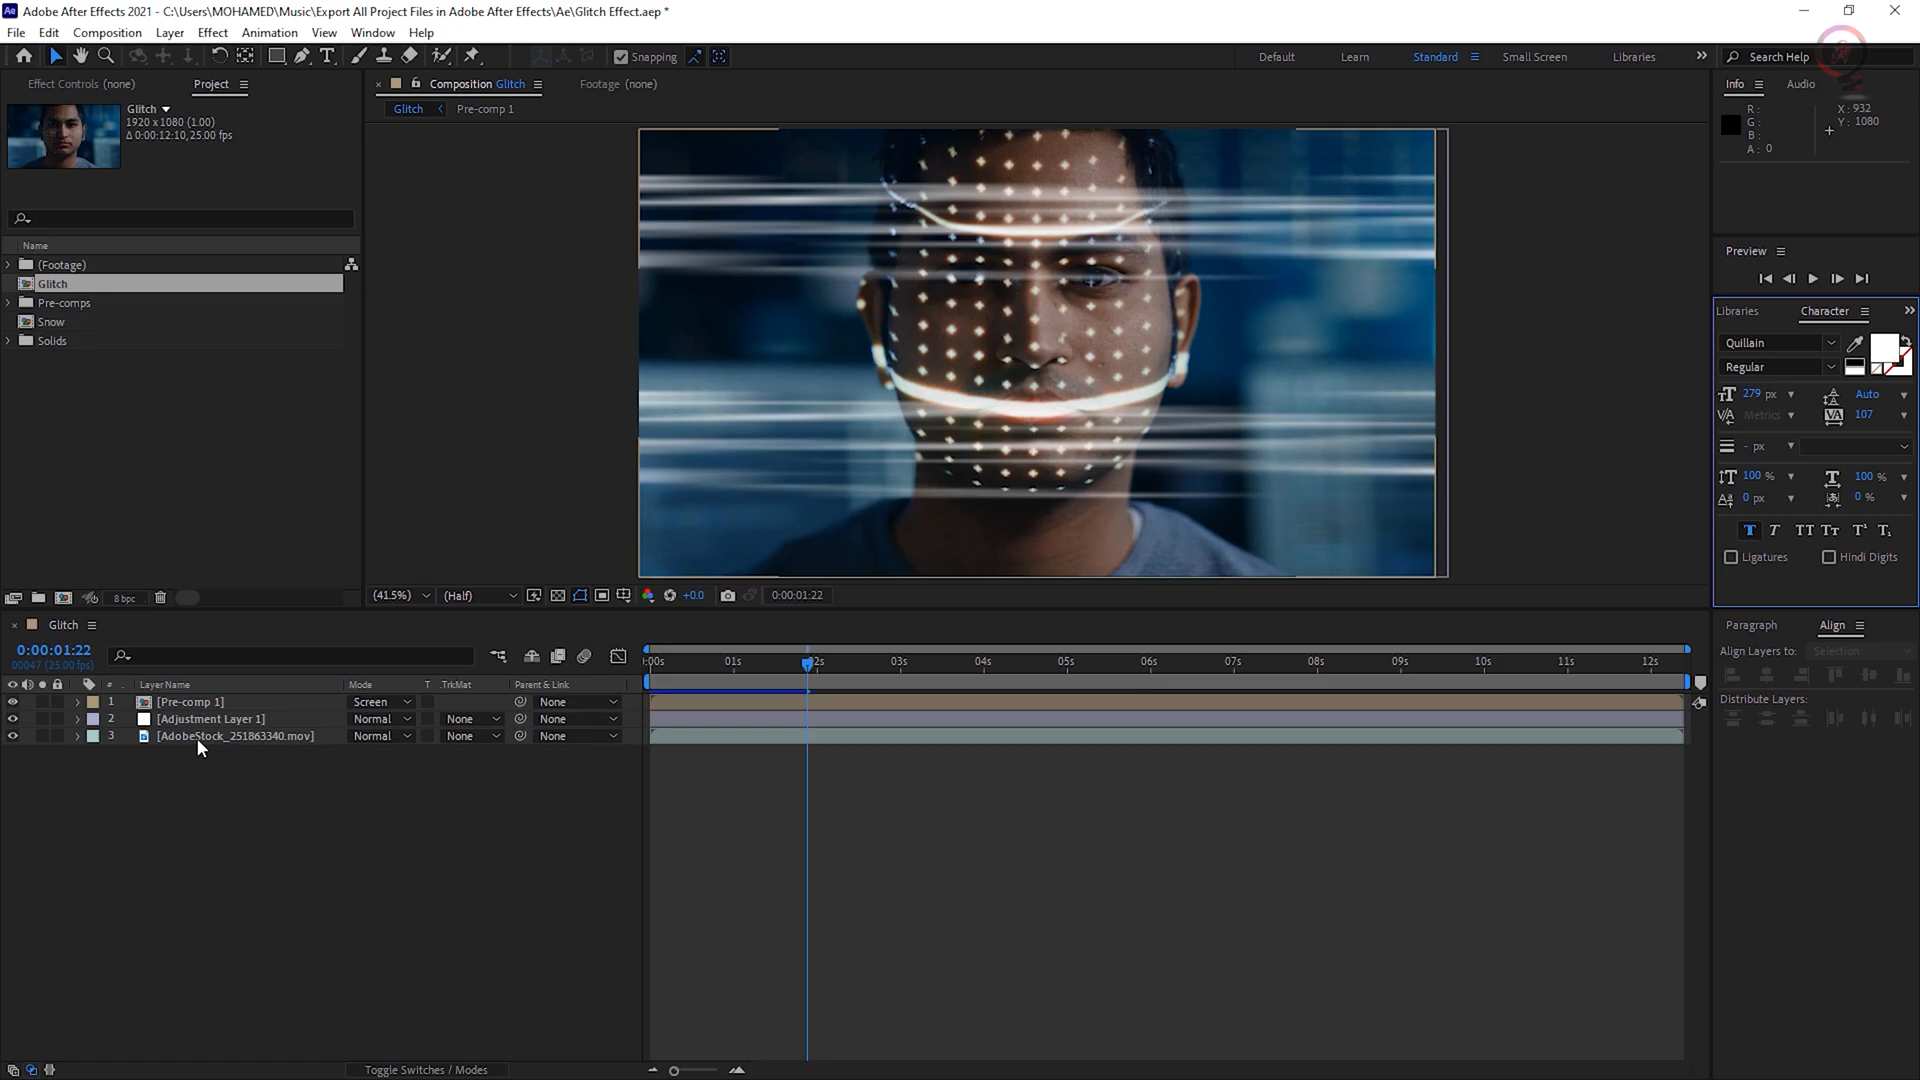 Adobe After Effects 2021 - C:\Users\MOHAMED\Music\Export All Project Files in Adobe After Effects\Ae\Glitch Effect.aep *
File Edit Composition Layer Effect Animation View Window Help
Snapping
Default Learn Standard Small Screen Libraries
Search Help
Effect Controls (none) Project
Composition Glitch
Footage (none)
Info Audio
Glitch
1920 x 1080 (1.00)
Δ 0:00:12:10, 25.00 fps
Glitch Pre-comp 1
R:
G:
B:
A: 0
X: 932
Y: 1080
Preview
Name
(Footage)
Glitch
Pre-comps
Snow
Solids
Libraries Character
Quillain
Regular
279 px
Auto
Metrics
107
- px
100 %
100 %
0 px
0 %
T T TT Tt T¹ T₁
Ligatures
Hindi Digits
8 bpc
(41.5%)
(Half)
+0.0
0:00:01:22
Glitch
0:00:01:22
00047 (25.00 fps)
:00s 01s 02s 03s 04s 05s 06s 07s 08s 09s 10s 11s 12s
# Layer Name Mode T .TrkMat Parent & Link
1 [Pre-comp 1] Screen None
2 [Adjustment Layer 1] Normal None None
3 [AdobeStock_251863340.mov] Normal None None
Paragraph Align
Align Layers to: Selection
Distribute Layers:
Toggle Switches / Modes